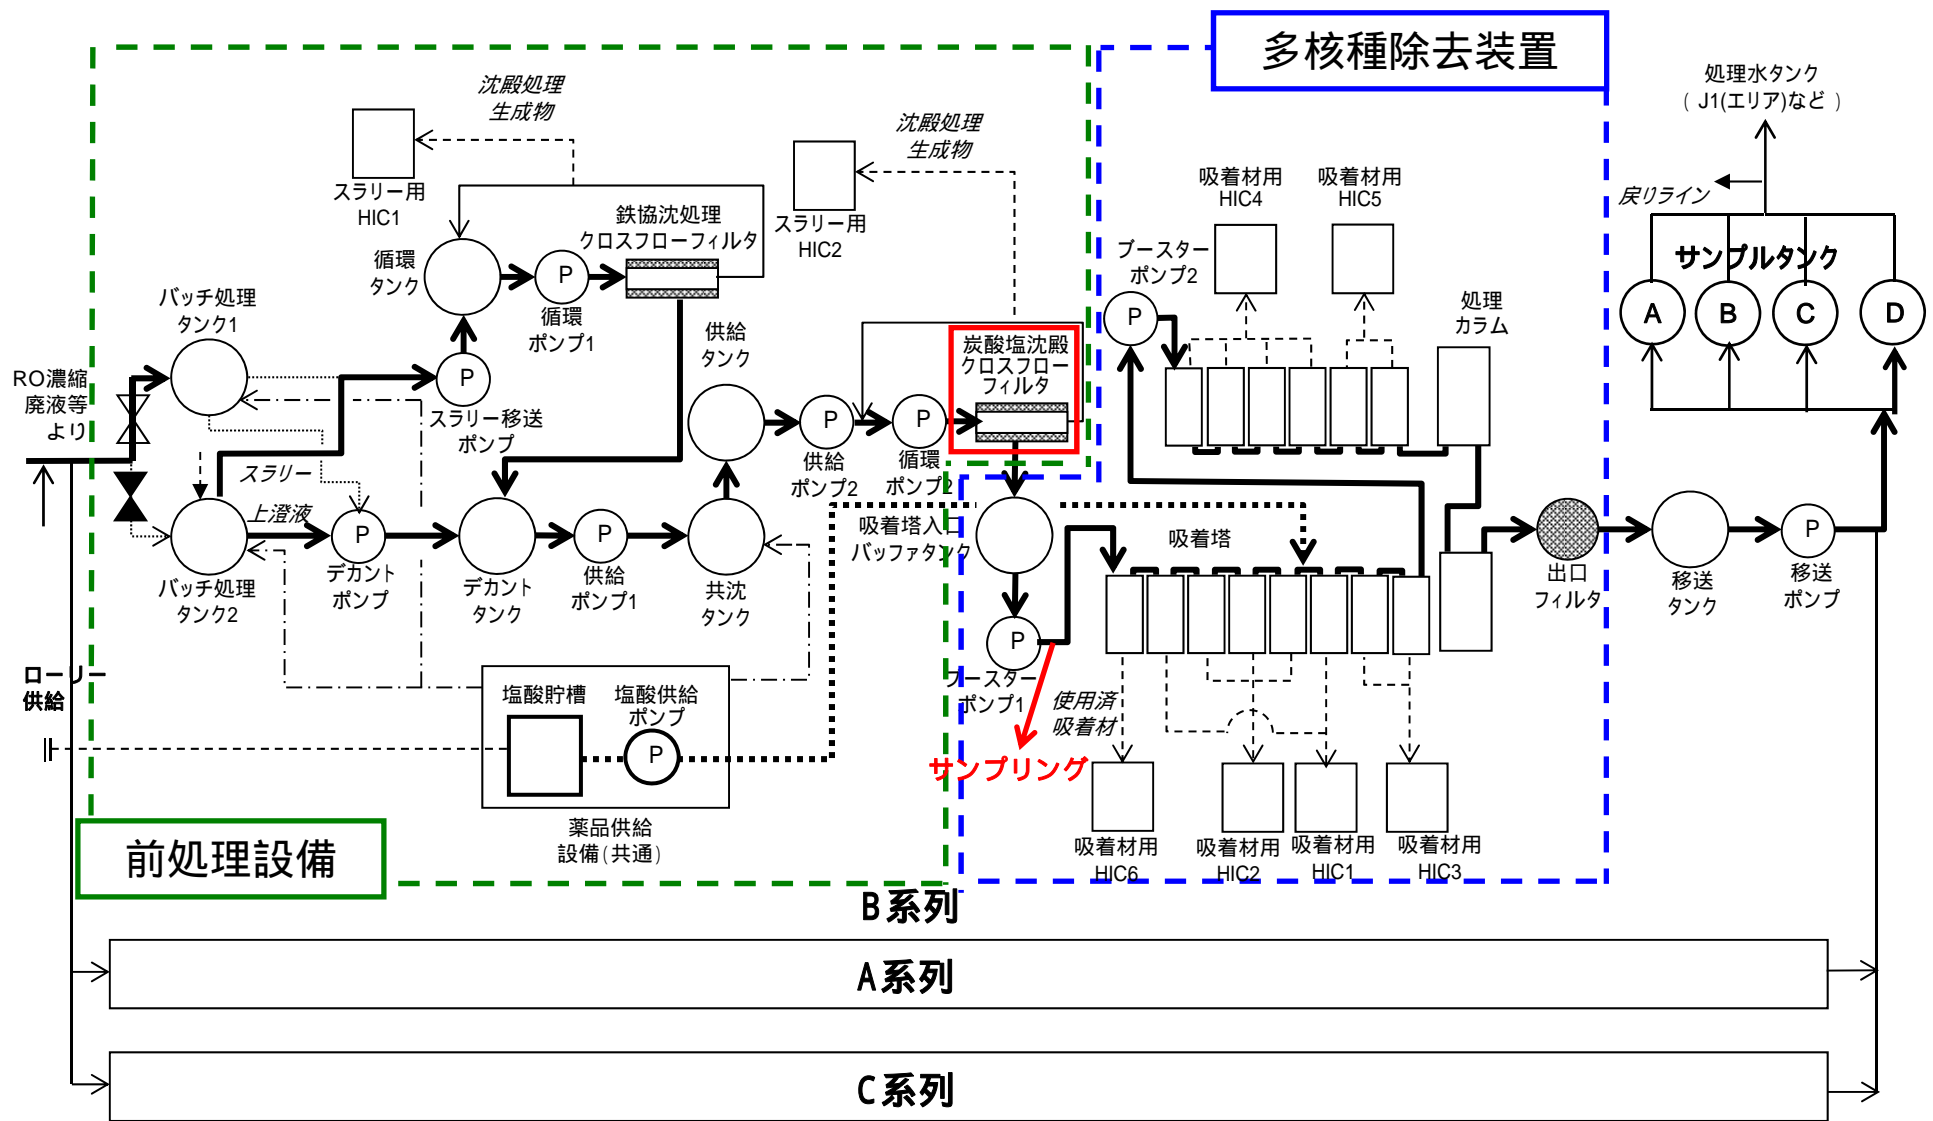 多核種除去装置
処理水タンク
( J1(エリア)など )
戻りライン
サンプルタンク
A
B
C
D
沈殿処理
生成物
スラリー用
HIC1
沈殿処理
生成物
スラリー用
HIC2
鉄協沈処理
クロスフローフィルタ
循環
タンク
P
循環
ポンプ1
バッチ処理
タンク1
RO濃縮
廃液等
より
P
スラリー移送
ポンプ
供給
タンク
P
供給
ポンプ2
P
循環
ポンプ2
炭酸塩沈殿
クロスフロー
フィルタ
吸着材用
HIC4
吸着材用
HIC5
ブースター
ポンプ2
P
処理
カラム
スラリー
上澄液
バッチ処理
タンク2
P
デカント
ポンプ
デカント
タンク
P
供給
ポンプ1
共沈
タンク
吸着塔入口
バッファタンク
吸着塔
P
ブースター
ポンプ1
使用済
吸着材
サンプリング
出口
フィルタ
移送
タンク
P
移送
ポンプ
ローリー
供給
塩酸貯槽
塩酸供給
ポンプ
P
薬品供給
設備(共通)
吸着材用
HIC6
吸着材用
HIC2
吸着材用
HIC1
吸着材用
HIC3
前処理設備
B系列
A系列
C系列